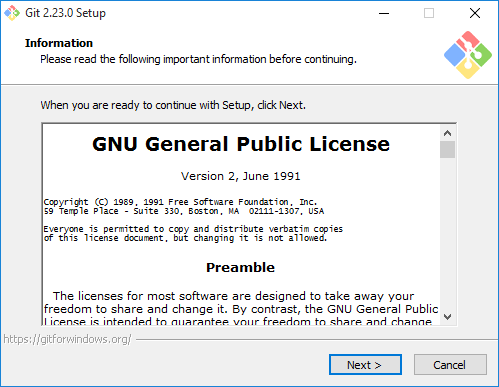 Git 2.23.0 Setup
Information
Please read the following important information before continuing.
When you are ready to continue with Setup, click Next.
GNU General Public License
Version 2, June 1991
Copyright (C) 1989, 1991 Free Software Foundation, Inc.
59 Temple Place - Suite 330, Boston, MA  02111-1307, USA
Everyone is permitted to copy and distribute verbatim copies
of this license document, but changing it is not allowed.
Preamble
The licenses for most software are designed to take away your
freedom to share and change it. By contrast, the GNU General Public
License is intended to guarantee your freedom to share and change
https://gitforwindows.org/
Next >
Cancel